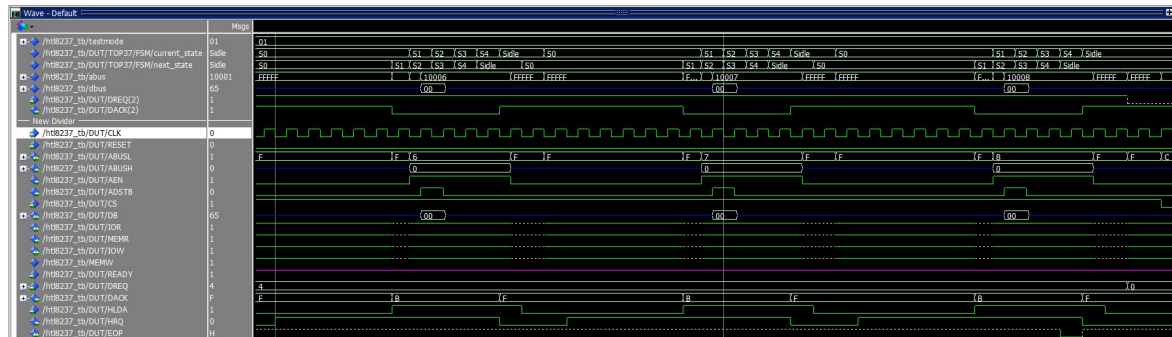 Wave - Default
Msgs
/htl8237_tb/testmode 01 01
/htl8237_tb/DUT/TOP37/FSM/current_state Sidle S0 S1 S2 S3 S4 Sidle S0 S1 S2 S3 S4 Sidle S0 S1 S2 S3 S4 Sidle
/htl8237_tb/DUT/TOP37/FSM/next_state Sidle S0 S1 S2 S3 S4 Sidle S0 S1 S2 S3 S4 Sidle S0 S1 S2 S3 S4 Sidle
/htl8237_tb/abus 10001 FFFFF 10006 FFFFF FFFFF F... 10007 FFFFF FFFFF F... 10008 FFFFF FFFFF
/htl8237_tb/dbus 65 00 00 00
/htl8237_tb/DUT/DREQ(2) 1
/htl8237_tb/DUT/DACK(2) 1
New Divider
/htl8237_tb/DUT/CLK 0
/htl8237_tb/DUT/RESET 0
/htl8237_tb/DUT/ABUSL 1 F F 6 F F F 7 F F F 8 F F C
/htl8237_tb/DUT/ABUSH 0 0 0 0
/htl8237_tb/DUT/AEN 1
/htl8237_tb/DUT/ADSTB 0
/htl8237_tb/DUT/CS 1
/htl8237_tb/DUT/DB 65 00 00 00
/htl8237_tb/DUT/IOR 1
/htl8237_tb/DUT/MEMR 1
/htl8237_tb/DUT/IOW 1
/htl8237_tb/MEMW 1
/htl8237_tb/DUT/READY 1
/htl8237_tb/DUT/DREQ 4 4 0
/htl8237_tb/DUT/DACK F F B F B F B F
/htl8237_tb/DUT/HLDA 1
/htl8237_tb/DUT/HRQ 0
/htl8237_tb/DUT/EOP H